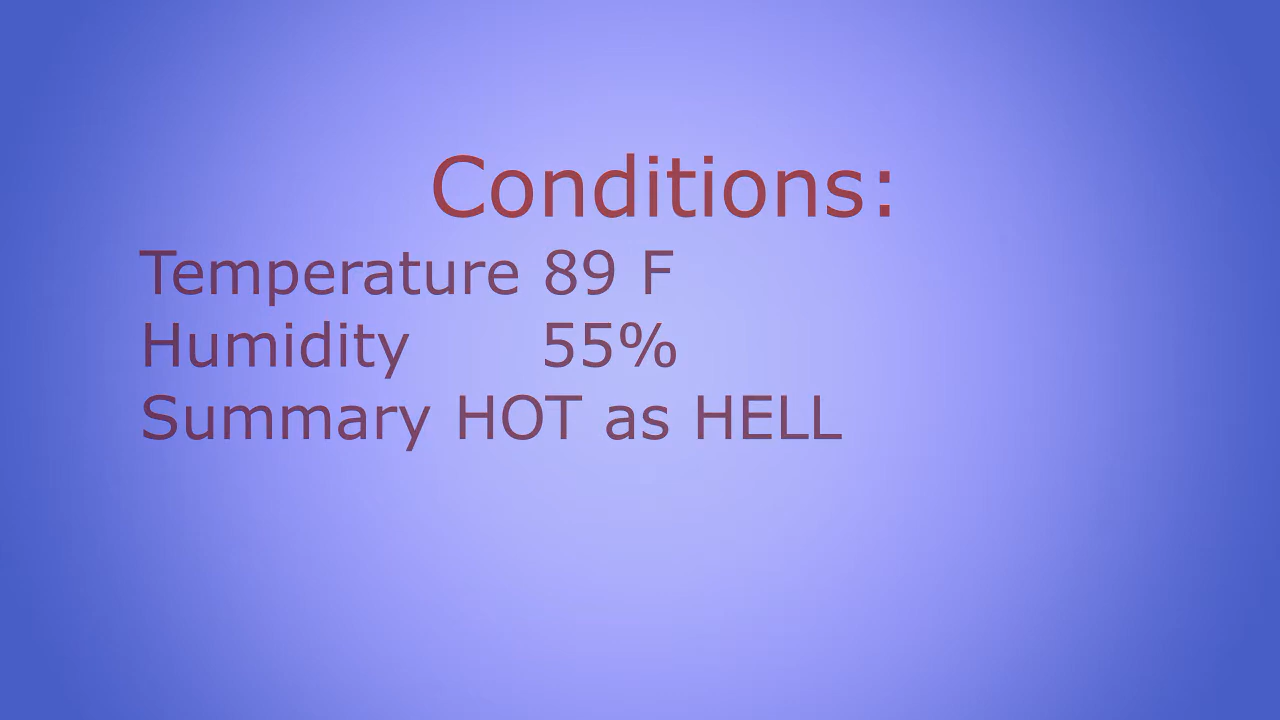 Conditions:
Temperature 89 F
Humidity 55%
Summary HOT as HELL